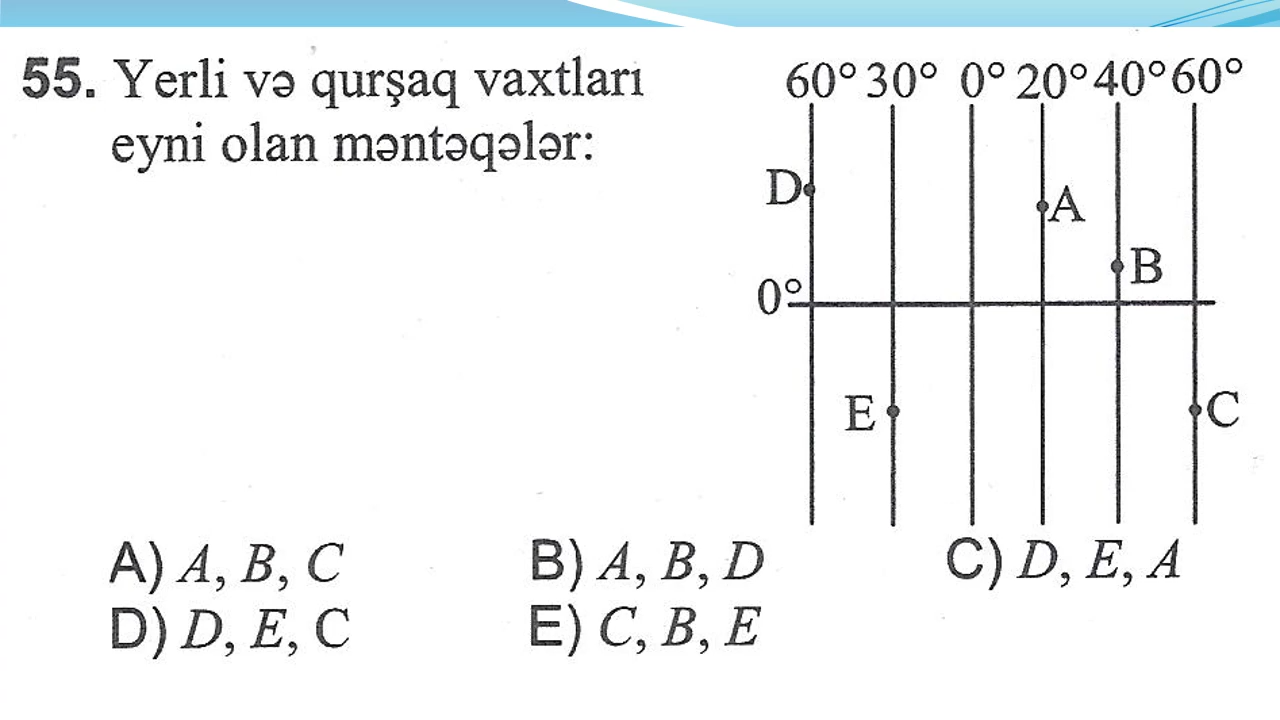 55. Yerli və qurşaq vaxtları
eyni olan məntəqələr:
60° 30° 0° 20° 40° 60°
D
A
B
0°
E
C
A) A, B, C B) A, B, D C) D, E, A
D) D, E, C E) C, B, E